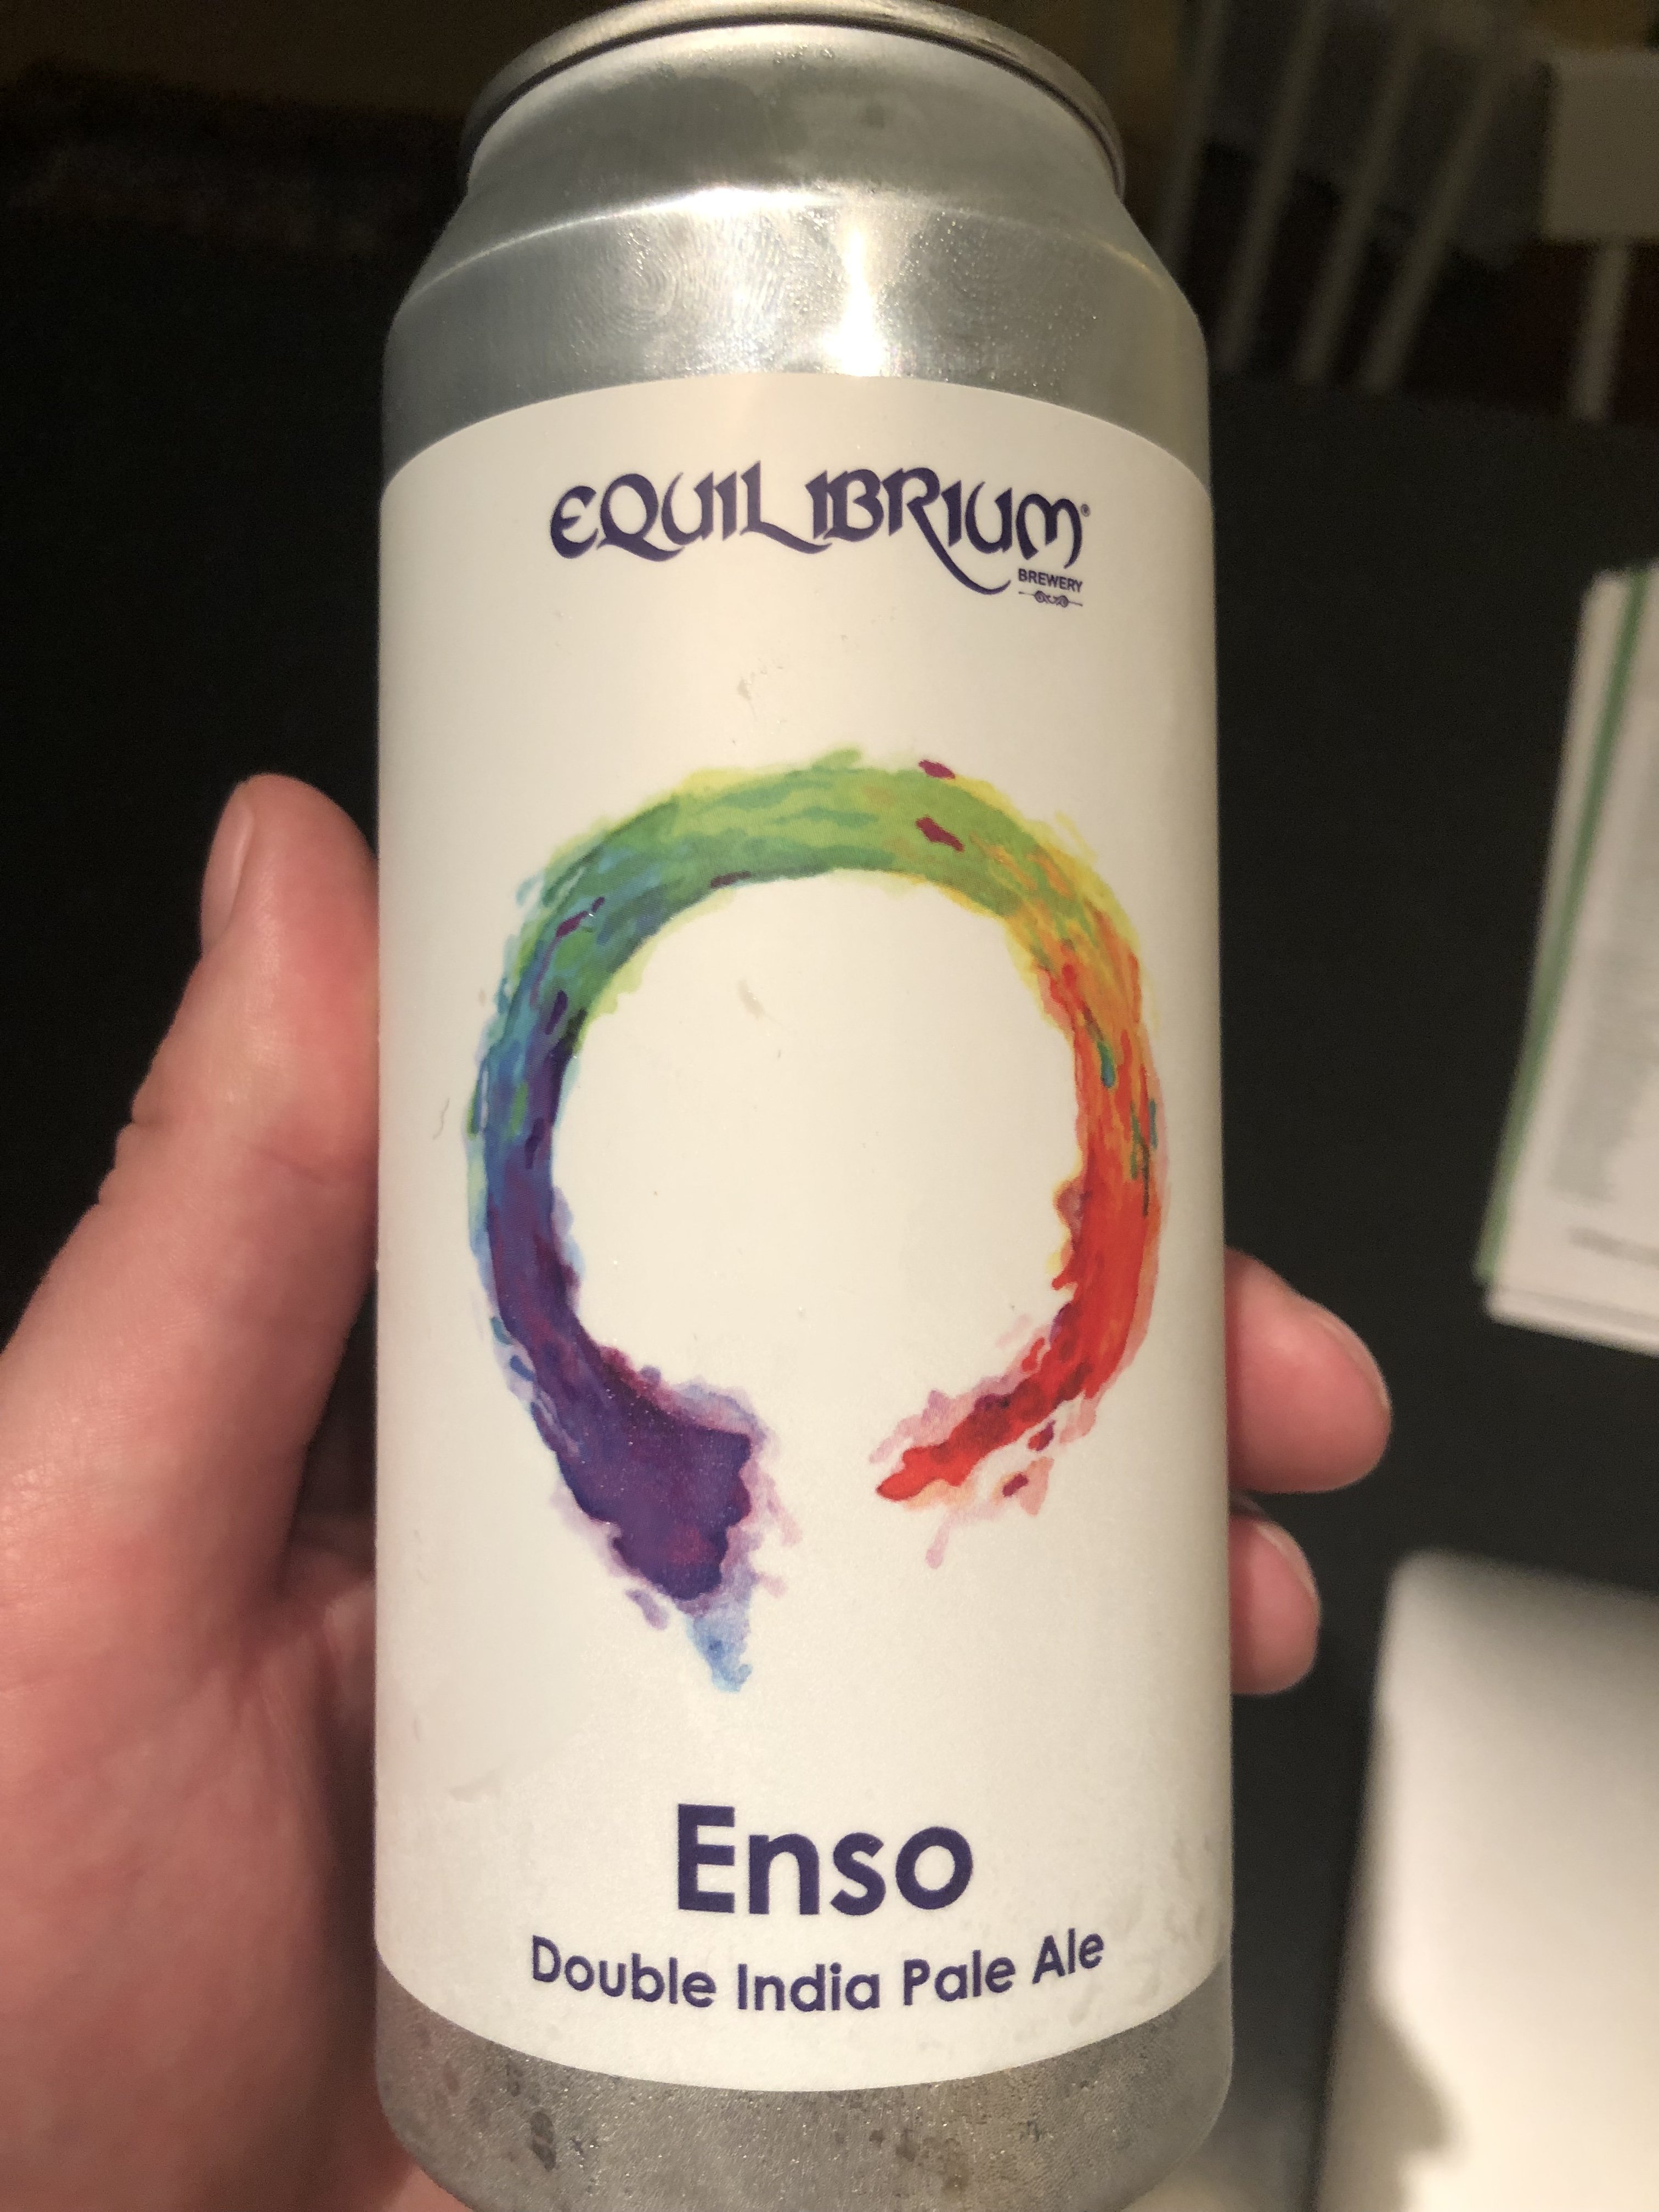 EQUILIBRIUM®
BREWERY
Enso
Double India Pale Ale